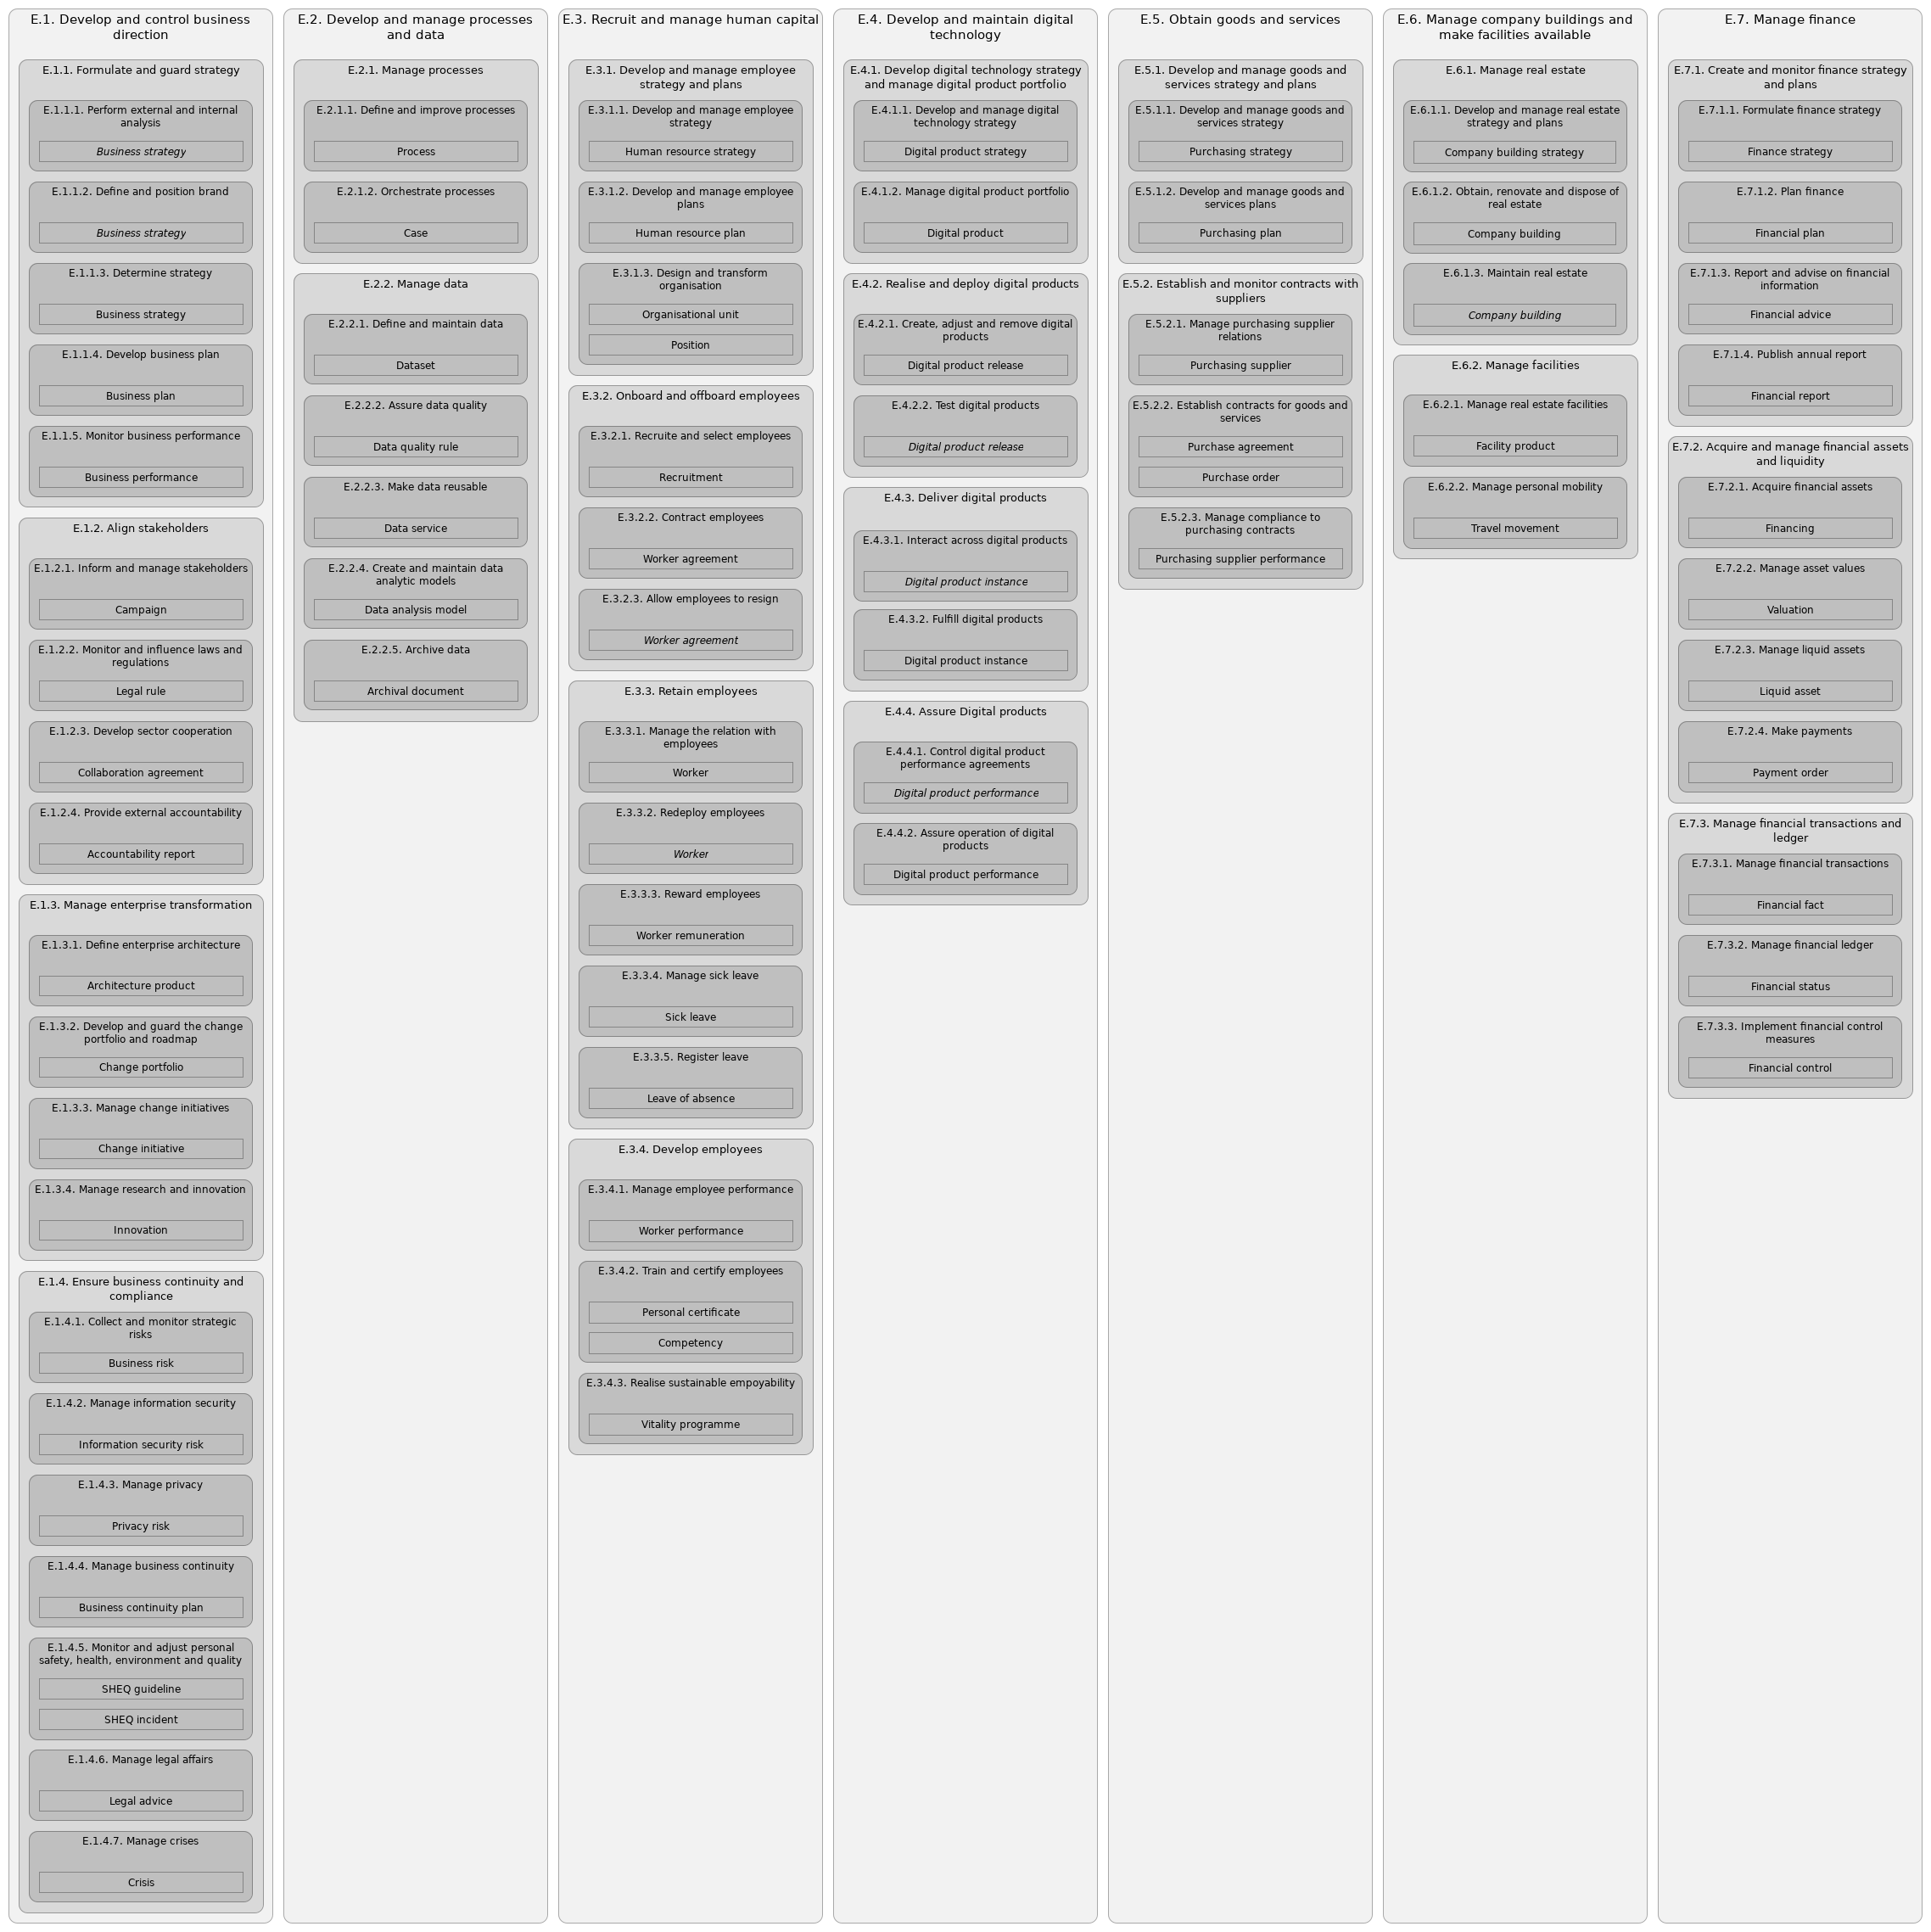 E.1. Develop and control business
direction
E.1.1. Formulate and guard strategy
E.1.1.1. Perform external and internal
analysis
Business strategy
E.1.1.2. Define and position brand
Business strategy
E.1.1.3. Determine strategy
Business strategy
E.1.1.4. Develop business plan
Business plan
E.1.1.5. Monitor business performance
Business performance
E.1.2. Align stakeholders
E.1.2.1. Inform and manage stakeholders
Campaign
E.1.2.2. Monitor and influence laws and
regulations
Legal rule
E.1.2.3. Develop sector cooperation
Collaboration agreement
E.1.2.4. Provide external accountability
Accountability report
E.1.3. Manage enterprise transformation
E.1.3.1. Define enterprise architecture
Architecture product
E.1.3.2. Develop and guard the change
portfolio and roadmap
Change portfolio
E.1.3.3. Manage change initiatives
Change initiative
E.1.3.4. Manage research and innovation
Innovation
E.1.4. Ensure business continuity and
compliance
E.1.4.1. Collect and monitor strategic
risks
Business risk
E.1.4.2. Manage information security
Information security risk
E.1.4.3. Manage privacy
Privacy risk
E.1.4.4. Manage business continuity
Business continuity plan
E.1.4.5. Monitor and adjust personal
safety, health, environment and quality
SHEQ guideline
SHEQ incident
E.1.4.6. Manage legal affairs
Legal advice
E.1.4.7. Manage crises
Crisis
E.2. Develop and manage processes
and data
E.2.1. Manage processes
E.2.1.1. Define and improve processes
Process
E.2.1.2. Orchestrate processes
Case
E.2.2. Manage data
E.2.2.1. Define and maintain data
Dataset
E.2.2.2. Assure data quality
Data quality rule
E.2.2.3. Make data reusable
Data service
E.2.2.4. Create and maintain data
analytic models
Data analysis model
E.2.2.5. Archive data
Archival document
E.3. Recruit and manage human capital
E.3.1. Develop and manage employee
strategy and plans
E.3.1.1. Develop and manage employee
strategy
Human resource strategy
E.3.1.2. Develop and manage employee
plans
Human resource plan
E.3.1.3. Design and transform
organisation
Organisational unit
Position
E.3.2. Onboard and offboard employees
E.3.2.1. Recruite and select employees
Recruitment
E.3.2.2. Contract employees
Worker agreement
E.3.2.3. Allow employees to resign
Worker agreement
E.3.3. Retain employees
E.3.3.1. Manage the relation with
employees
Worker
E.3.3.2. Redeploy employees
Worker
E.3.3.3. Reward employees
Worker remuneration
E.3.3.4. Manage sick leave
Sick leave
E.3.3.5. Register leave
Leave of absence
E.3.4. Develop employees
E.3.4.1. Manage employee performance
Worker performance
E.3.4.2. Train and certify employees
Personal certificate
Competency
E.3.4.3. Realise sustainable empoyability
Vitality programme
E.4. Develop and maintain digital
technology
E.4.1. Develop digital technology strategy
and manage digital product portfolio
E.4.1.1. Develop and manage digital
technology strategy
Digital product strategy
E.4.1.2. Manage digital product portfolio
Digital product
E.4.2. Realise and deploy digital products
E.4.2.1. Create, adjust and remove digital
products
Digital product release
E.4.2.2. Test digital products
Digital product release
E.4.3. Deliver digital products
E.4.3.1. Interact across digital products
Digital product instance
E.4.3.2. Fulfill digital products
Digital product instance
E.4.4. Assure Digital products
E.4.4.1. Control digital product
performance agreements
Digital product performance
E.4.4.2. Assure operation of digital
products
Digital product performance
E.5. Obtain goods and services
E.5.1. Develop and manage goods and
services strategy and plans
E.5.1.1. Develop and manage goods and
services strategy
Purchasing strategy
E.5.1.2. Develop and manage goods and
services plans
Purchasing plan
E.5.2. Establish and monitor contracts with
suppliers
E.5.2.1. Manage purchasing supplier
relations
Purchasing supplier
E.5.2.2. Establish contracts for goods and
services
Purchase agreement
Purchase order
E.5.2.3. Manage compliance to
purchasing contracts
Purchasing supplier performance
E.6. Manage company buildings and
make facilities available
E.6.1. Manage real estate
E.6.1.1. Develop and manage real estate
strategy and plans
Company building strategy
E.6.1.2. Obtain, renovate and dispose of
real estate
Company building
E.6.1.3. Maintain real estate
Company building
E.6.2. Manage facilities
E.6.2.1. Manage real estate facilities
Facility product
E.6.2.2. Manage personal mobility
Travel movement
E.7. Manage finance
E.7.1. Create and monitor finance strategy
and plans
E.7.1.1. Formulate finance strategy
Finance strategy
E.7.1.2. Plan finance
Financial plan
E.7.1.3. Report and advise on financial
information
Financial advice
E.7.1.4. Publish annual report
Financial report
E.7.2. Acquire and manage financial assets
and liquidity
E.7.2.1. Acquire financial assets
Financing
E.7.2.2. Manage asset values
Valuation
E.7.2.3. Manage liquid assets
Liquid asset
E.7.2.4. Make payments
Payment order
E.7.3. Manage financial transactions and
ledger
E.7.3.1. Manage financial transactions
Financial fact
E.7.3.2. Manage financial ledger
Financial status
E.7.3.3. Implement financial control
measures
Financial control